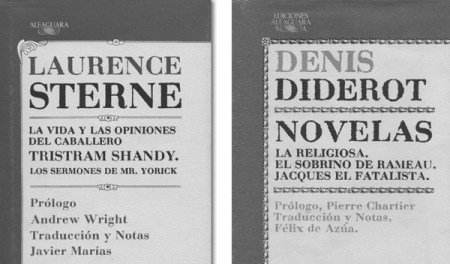 ALFAGUARA
LAURENCE
STERNE
LA VIDA Y LAS OPINIONES
DEL CABALLERO
TRISTRAM SHANDY.
LOS SERMONES DE MR. YORICK
Prólogo
Andrew Wright
Traducción y Notas
Javier Marías
EDICIONES
ALFAGUARA
DENIS
DIDEROT
NOVELAS
LA RELIGIOSA.
EL SOBRINO DE RAMEAU.
JACQUES EL FATALISTA.
Prólogo, Pierre Chartier
Traducción y Notas,
Félix de Azúa.